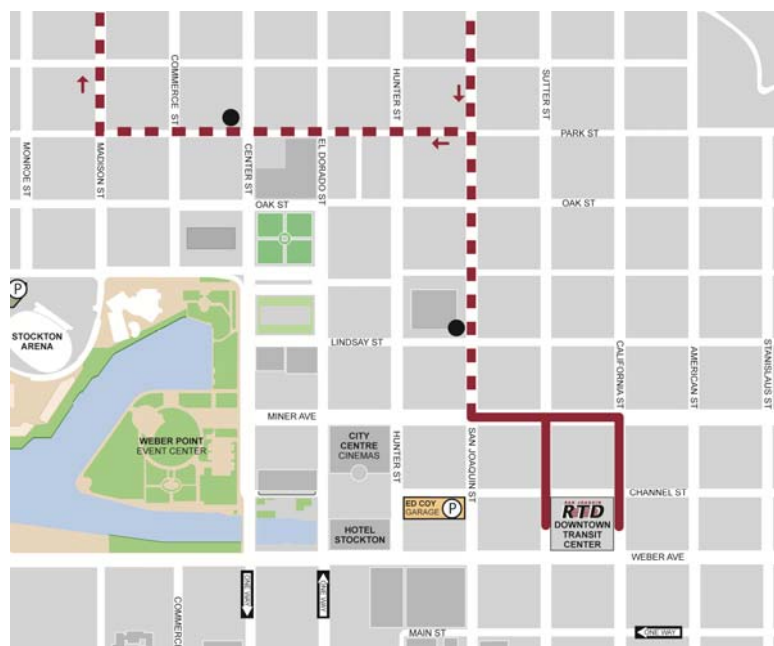 COMMERCE ST
HUNTER ST
SUTTER ST
PARK ST
MONROE ST
MADISON ST
CENTER ST
EL DORADO ST
OAK ST
OAK ST
P
STOCKTON
ARENA
LINDSAY ST
CALIFORNIA ST
AMERICAN ST
STANISLAUS ST
MINER AVE
WEBER POINT
EVENT CENTER
CITY
CENTRE
CINEMAS
HUNTER ST
SAN JOAQUIN ST
CHANNEL ST
ED COY
GARAGE
P
SAN JOAQUIN
RTD
DOWNTOWN
TRANSIT
CENTER
HOTEL
STOCKTON
WEBER AVE
COMMERC
ONE WAY
ONE WAY
MAIN ST
ONE WAY